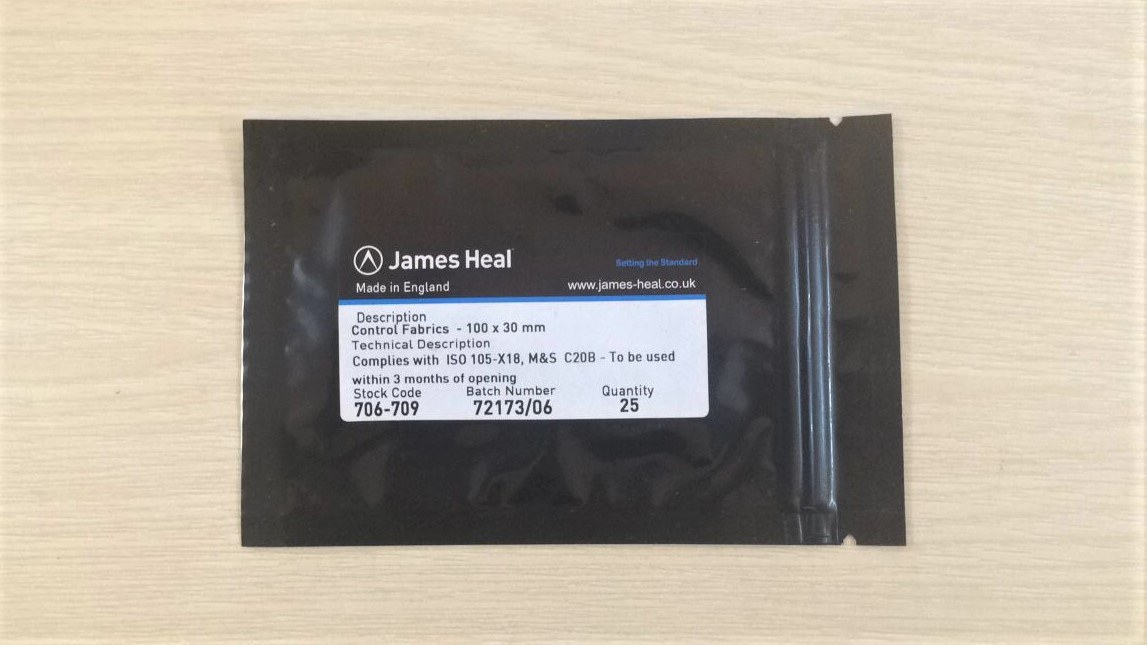 James Heal
Setting the Standard
Made in England
www.james-heal.co.uk
Description
Control Fabrics - 100 x 30 mm
Technical Description
Complies with ISO 105-X18, M&S C20B - To be used
within 3 months of opening
Stock Code Batch Number Quantity
706-709 72173/06 25